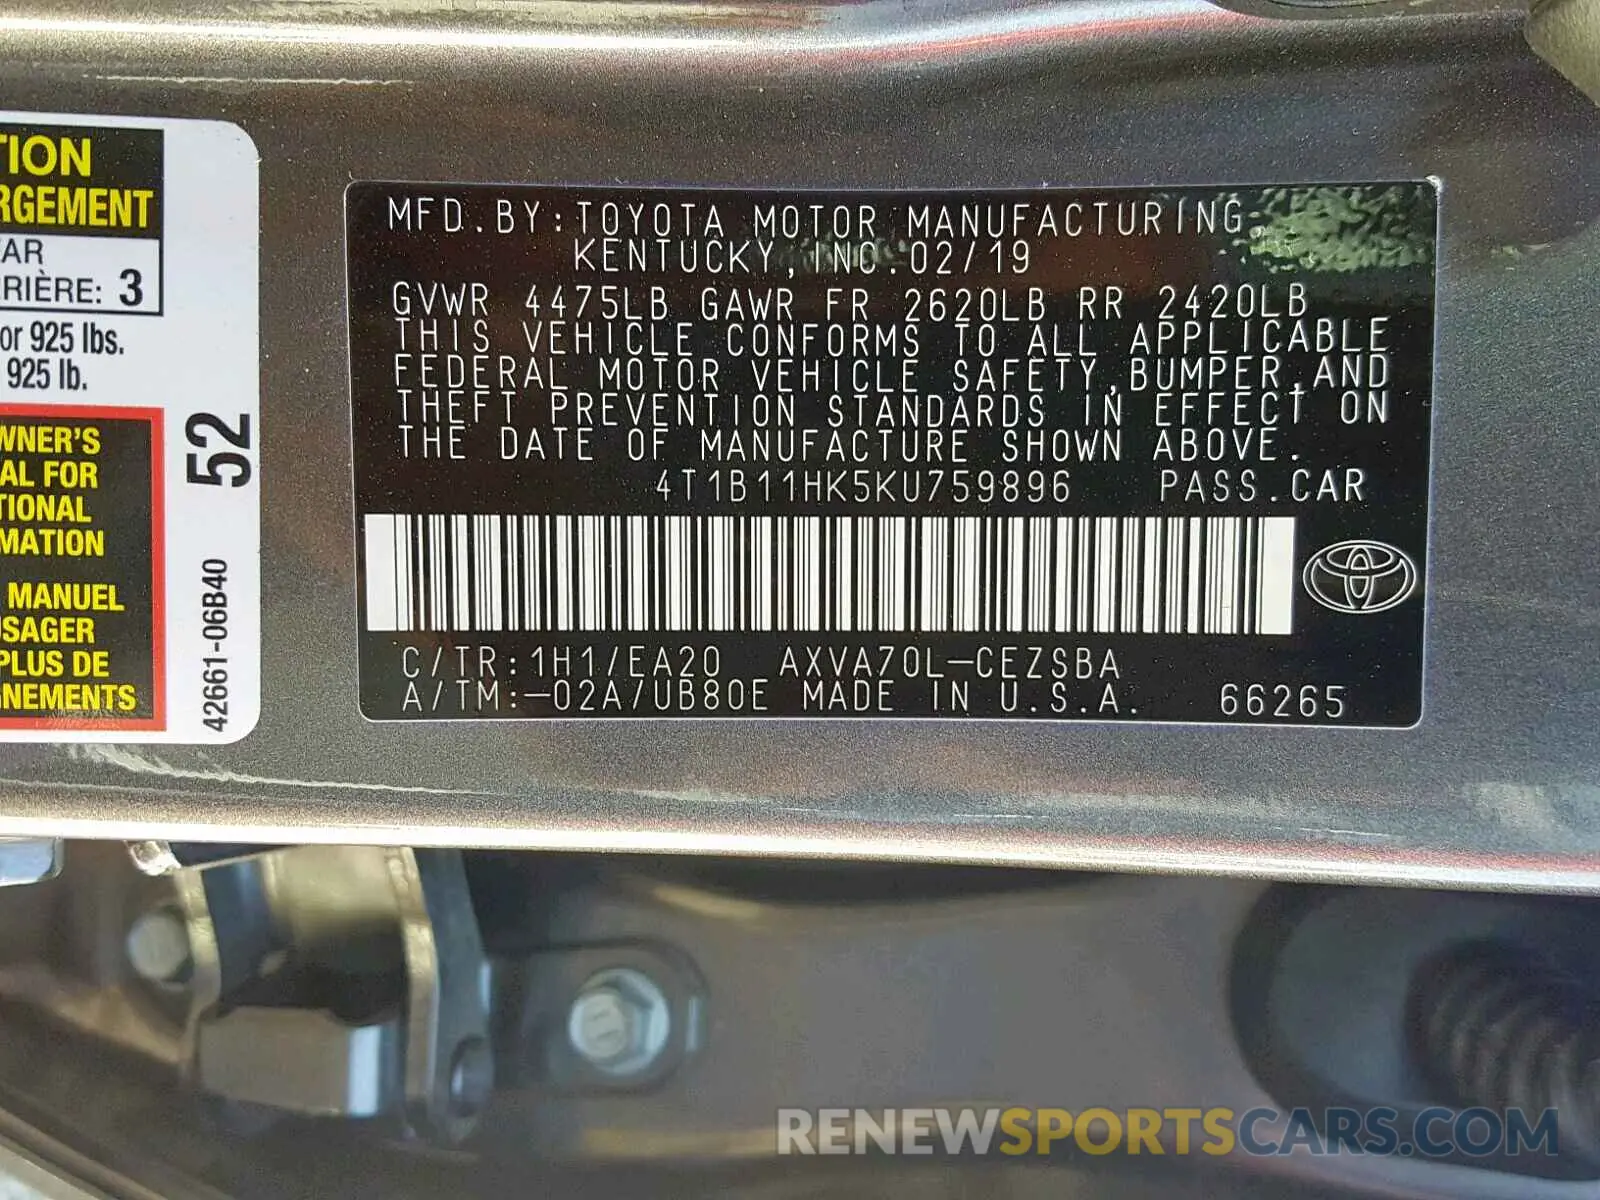 TION
RGEMENT
AR
RIÈRE: 3
or 925 lbs.
925 lb.
WNER'S
AL FOR
TIONAL
MATION
MANUEL
USAGER
PLUS DE
GNEMENTS
52
42661-06B40
MFD.BY:TOYOTA MOTOR MANUFACTURING,
KENTUCKY,INC.02/19
GVWR 4475LB GAWR FR 2620LB RR 2420LB
THIS VEHICLE CONFORMS TO ALL APPLICABLE
FEDERAL MOTOR VEHICLE SAFETY,BUMPER,AND
THEFT PREVENTION STANDARDS IN EFFECT ON
THE DATE OF MANUFACTURE SHOWN ABOVE.
4T1B11HK5KU759896 PASS.CAR
C/TR:1H1/EA20 AXVA70L-CEZSBA
A/TM:-02A/UB80E MADE IN U.S.A. 66265
RENEWSPORTSCARS.COM